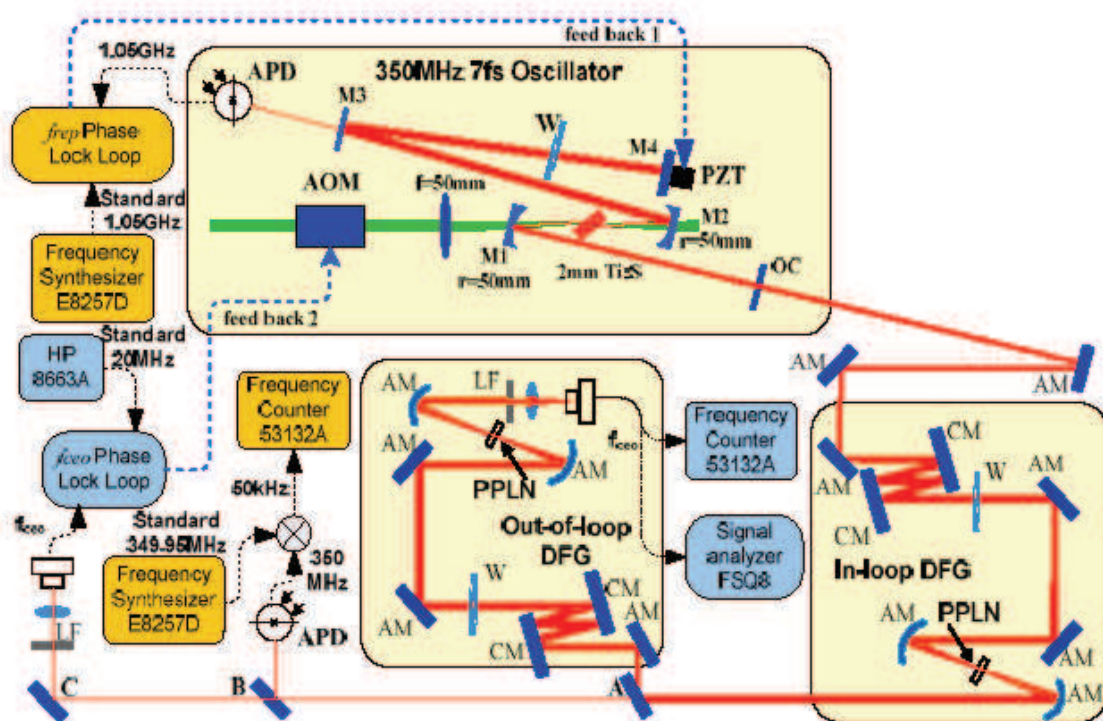 feed back 1
1.05GHz
APD
350MHz 7fs Oscillator
M3
W
M4
frep Phase
Lock Loop
PZT
AOM
f=50mm
Standard
1.05GHz
M2
r=50mm
M1
r=50mm
2mm Ti:S
OC
Frequency
Synthesizer
E8257D
feed back 2
HP
8663A
Standard
20MHz
Frequency
Counter
53132A
AM
LF
fceo
AM
AM
Frequency
Counter
53132A
AM
CM
W
AM
fceo Phase
Lock Loop
50kHz
AM
PPLN
AM
CM
Out-of-loop
DFG
Signal
analyzer
FSQ8
In-loop DFG
fceo
Standard
349.95MHz
350
MHz
Frequency
Synthesizer
E8257D
APD
LF
W
AM
CM
AM
CM
AM
PPLN
AM
AM
C
B
A